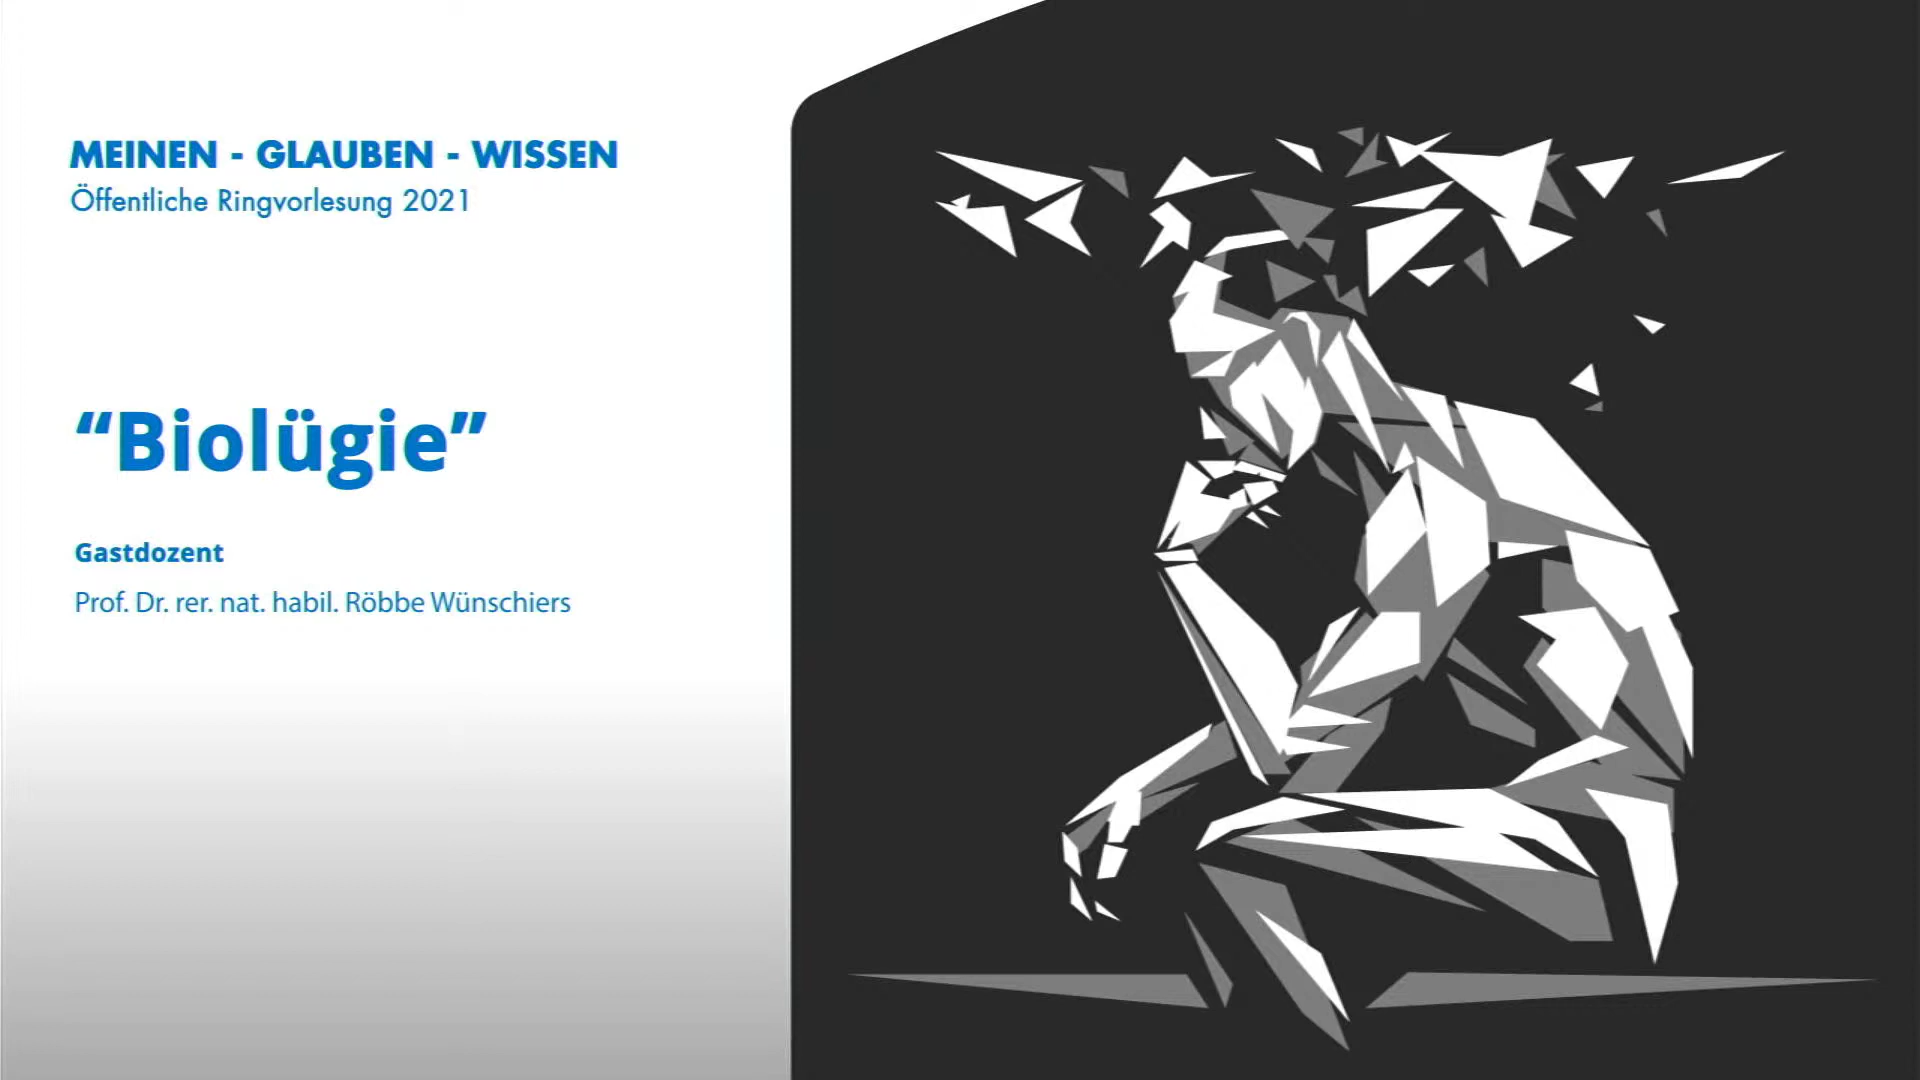 MEINEN - GLAUBEN - WISSEN
Öffentliche Ringvorlesung 2021
“Biolügie”
Gastdozent
Prof. Dr. rer. nat. habil. Röbbe Wünschiers